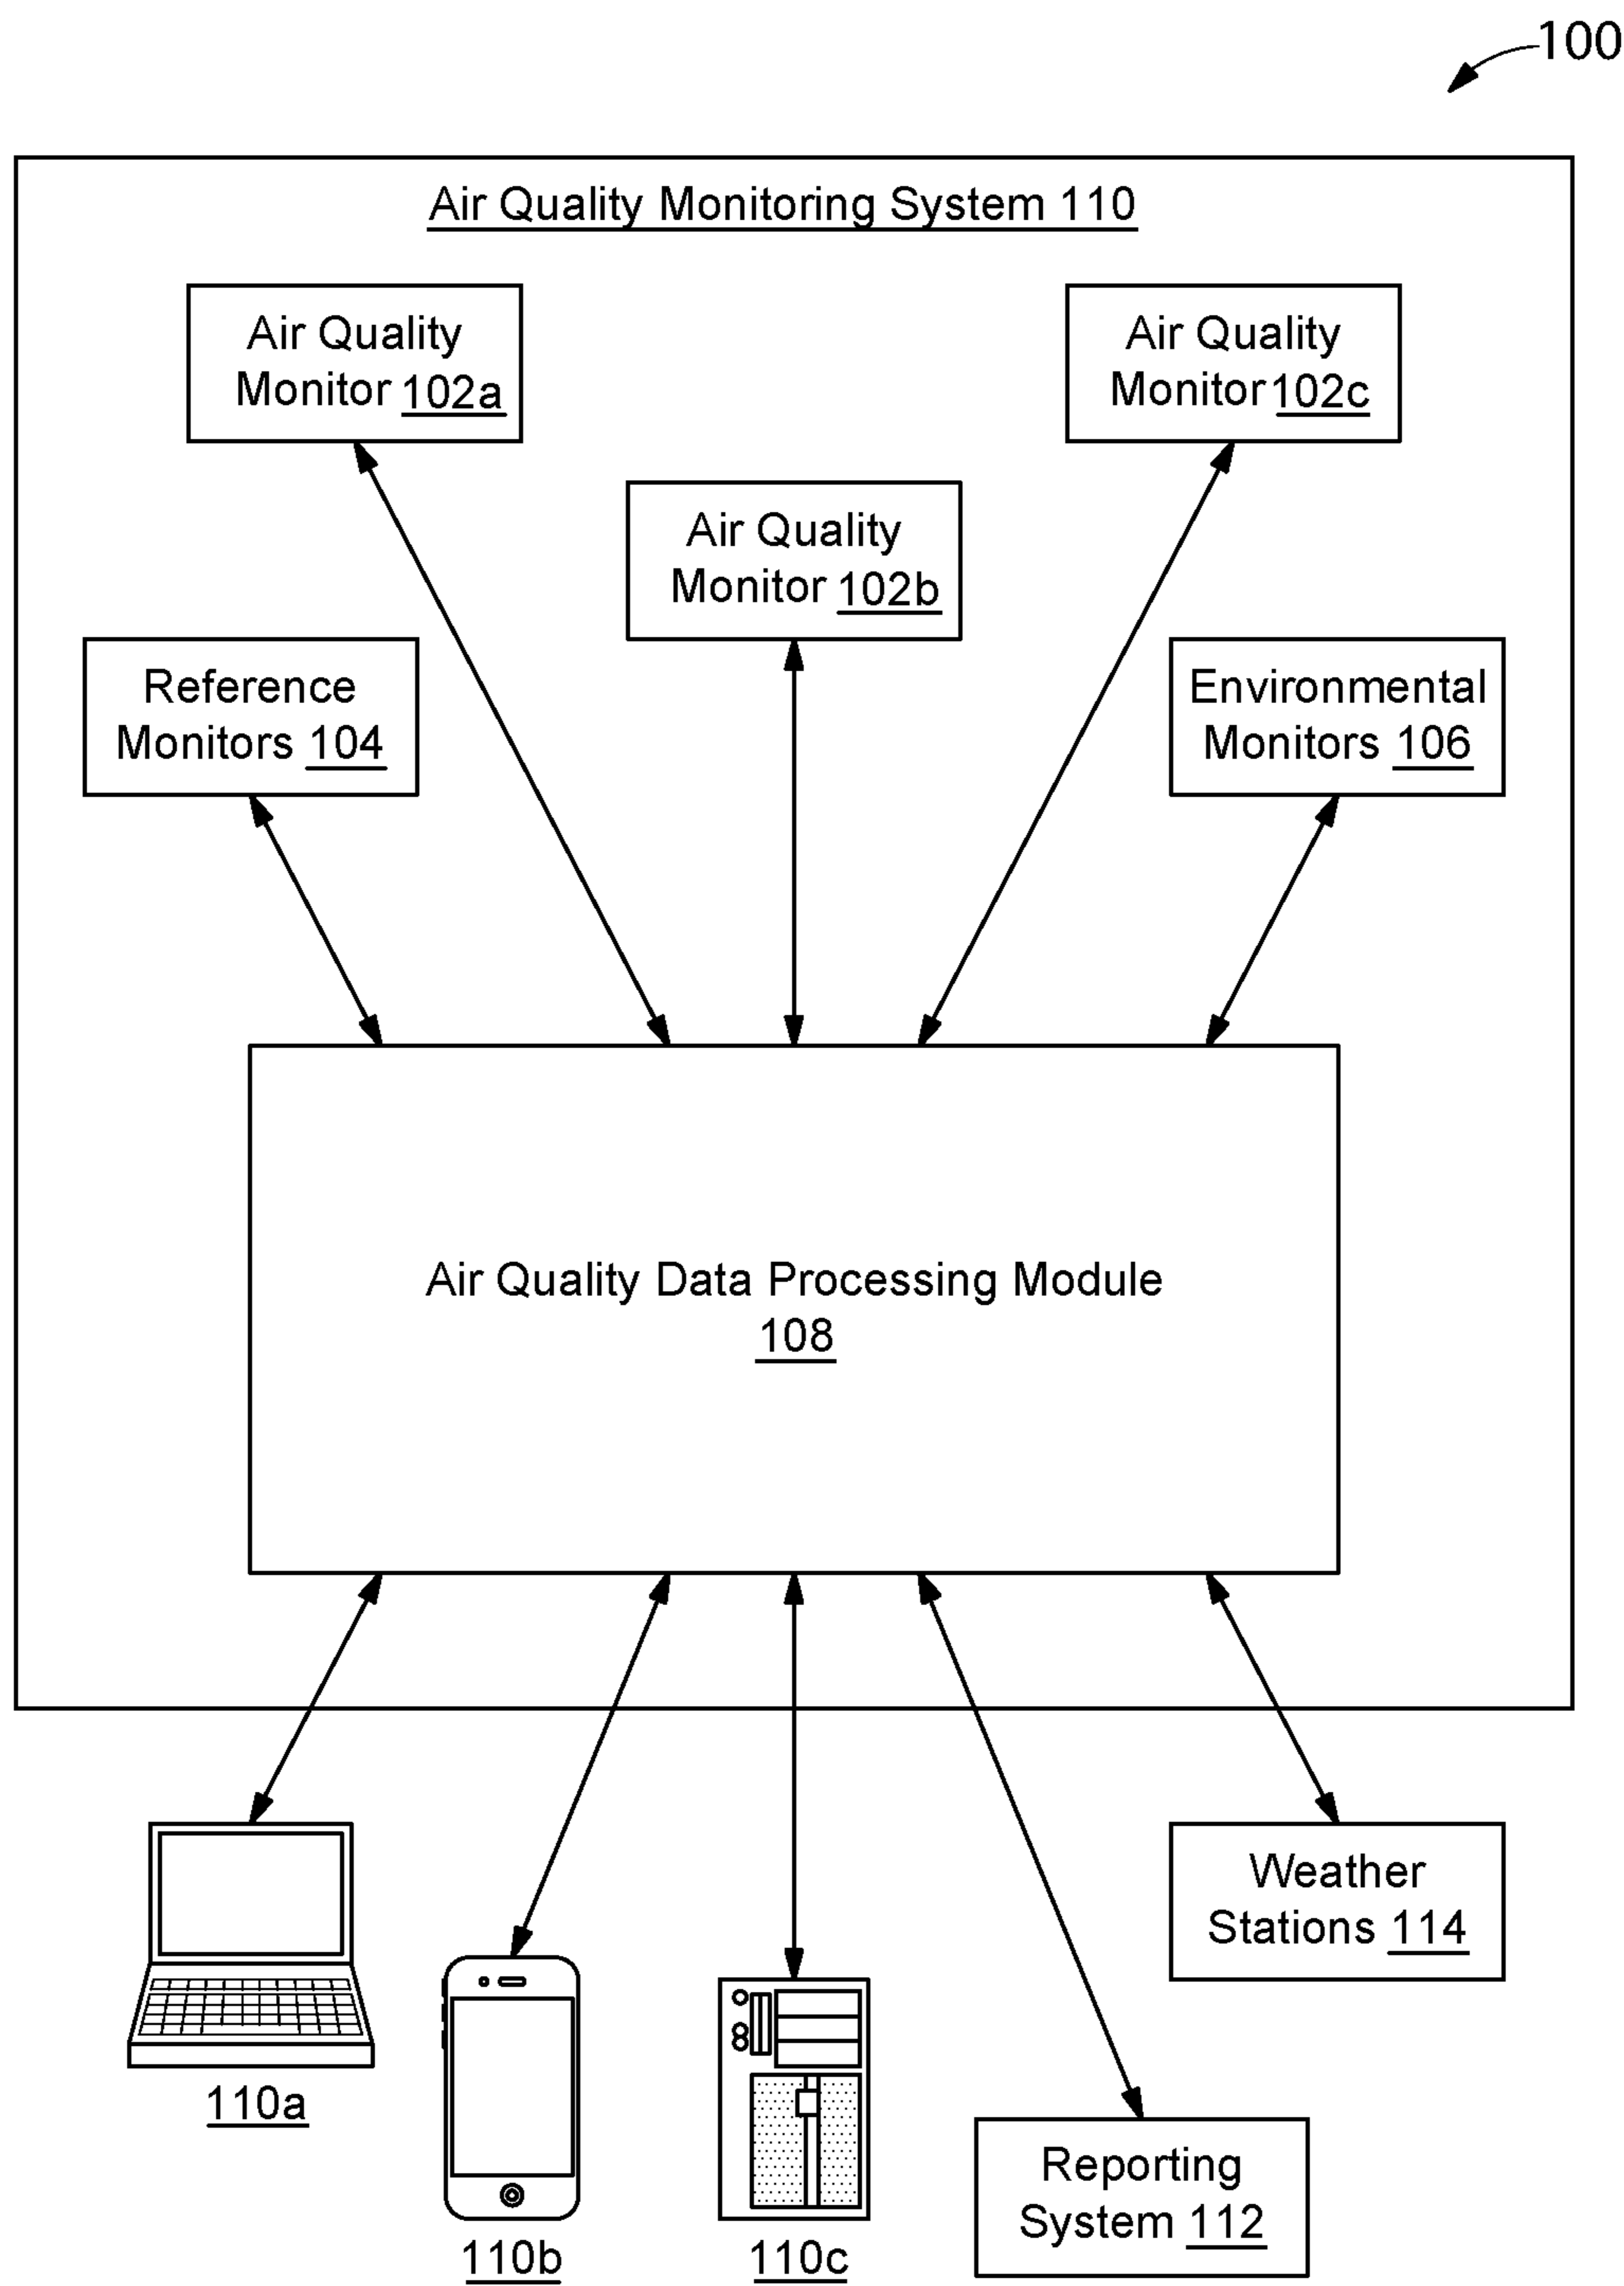 100
Air Quality Monitoring System 110
Air Quality
Monitor 102a
Air Quality
Monitor 102c
Air Quality
Monitor 102b
Reference
Monitors 104
Environmental
Monitors 106
Air Quality Data Processing Module
108
Weather
Stations 114
110a
Reporting
System 112
110b
110c